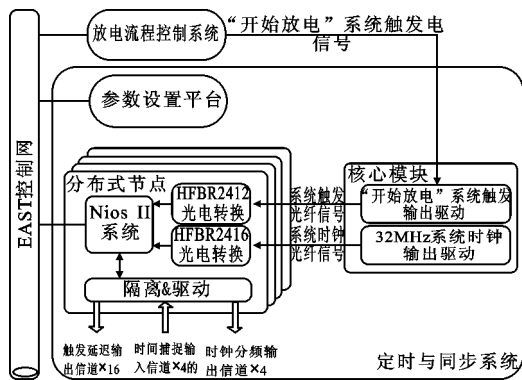 放电流程控制系统
“开始放电”系统触发电
信号
参数设置平台
EAST控制网
分布式节点
Nios II
系统
HFBR2412
光电转换
HFBR2416
光电转换
隔离&驱动
系统触发
光纤信号
系统时钟
光纤信号
核心模块
“开始放电”系统触发
输出驱动
32MHz系统时钟
输出驱动
触发延迟输
出信道×16
时间捕捉输
入信道×4的
时钟分频输
出信道×4
定时与同步系统